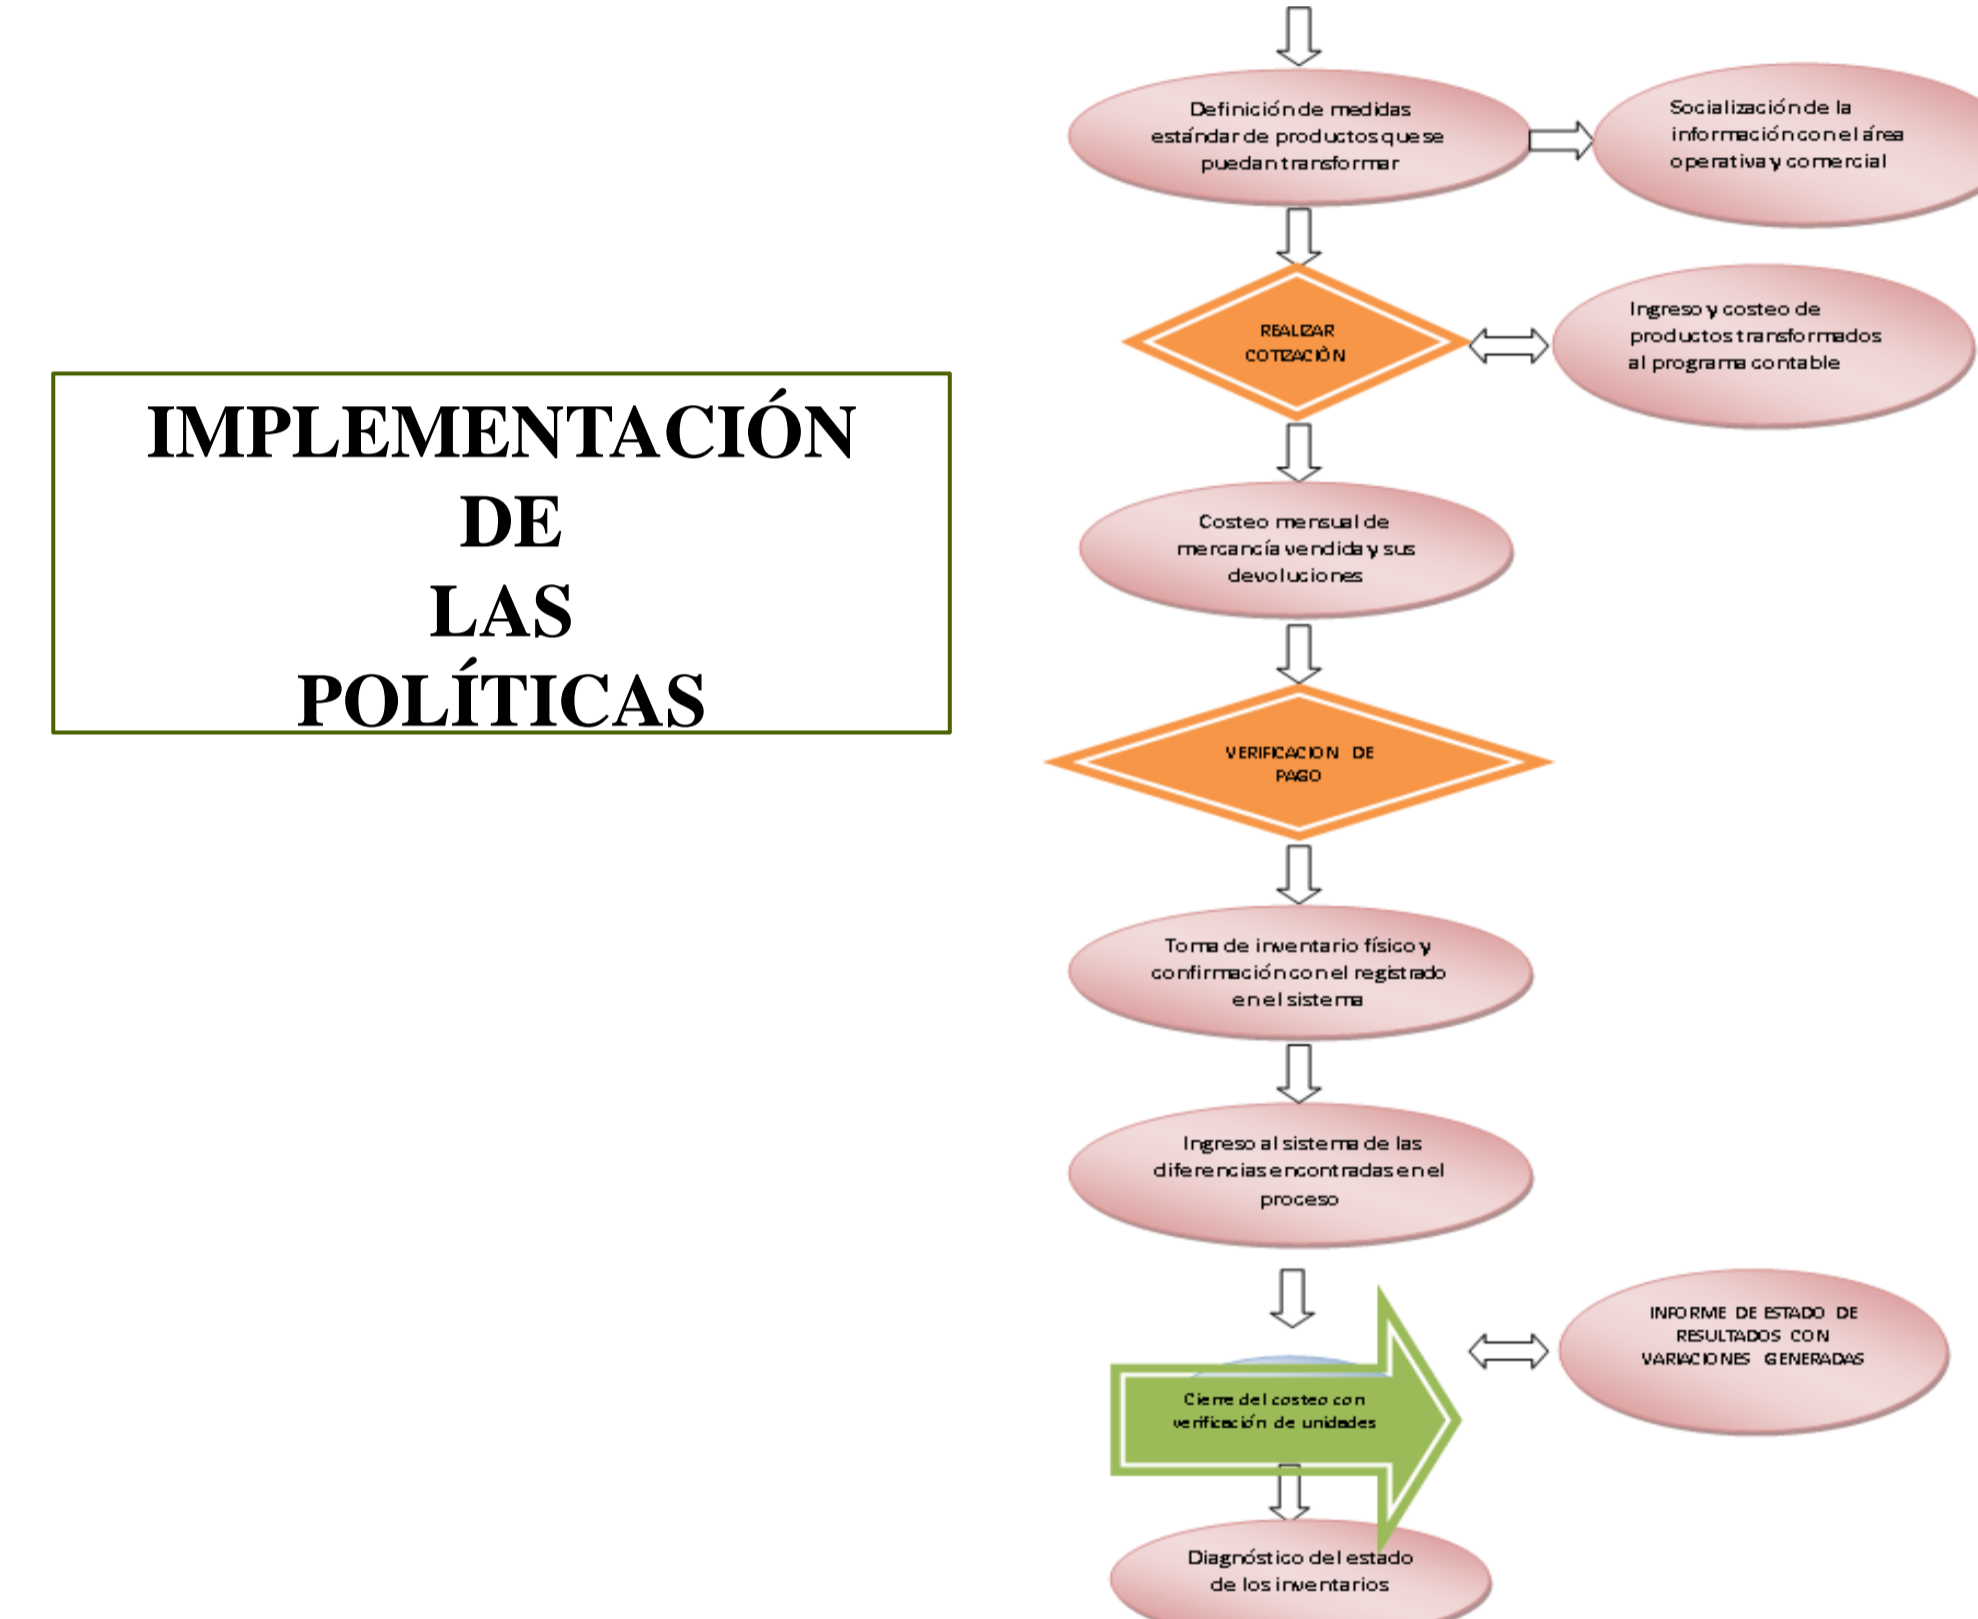 IMPLEMENTACIÓN
DE
LAS
POLÍTICAS
Definición de medidas
estándar de productos que se
puedan transformar
Socialización de la
información con el área
operativa y comercial
REALIZAR
COTIZACIÒN
Ingreso y costeo de
productos transformados
al programa contable
Costeo mensual de
mercancía vendida y sus
devoluciones
VERIFICACION DE
PAGO
Toma de inventario físico y
confirmación con el registrado
en el sistema
Ingreso al sistema de las
diferencias encontradas en el
proceso
INFORME DE ESTADO DE
RESULTADOS CON
VARIACIONES GENERADAS
Cierre del costeo con
verificación de unidades
Diagnóstico del estado
de los inventarios